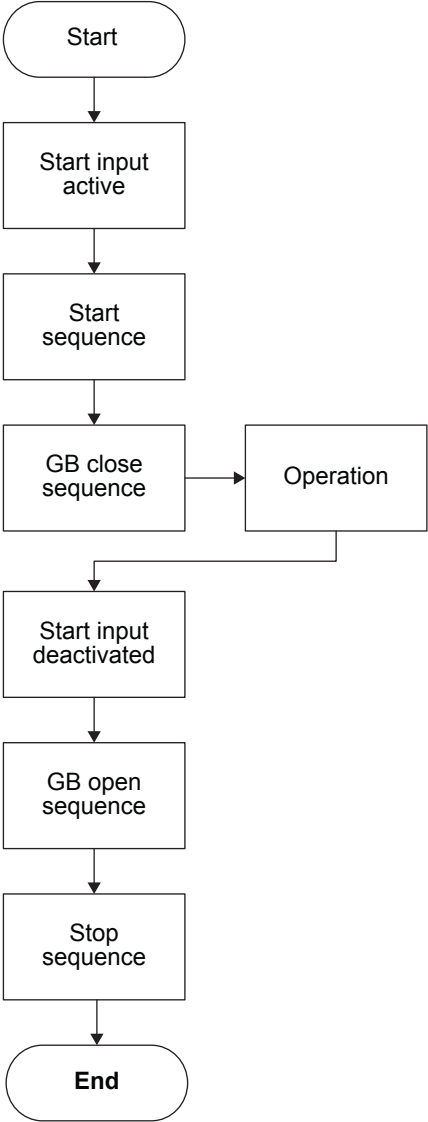 Start
Start input
active
Start
sequence
GB close
sequence
Operation
Start input
deactivated
GB open
sequence
Stop
sequence
End